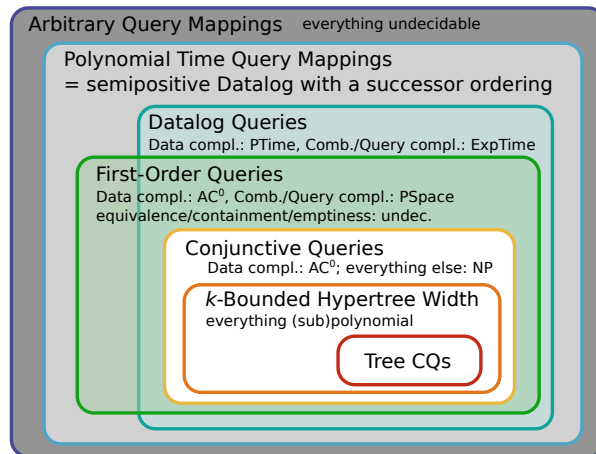 Arbitrary Query Mappings everything undecidable
Polynomial Time Query Mappings
= semipositive Datalog with a successor ordering
Datalog Queries
Data compl.: PTime, Comb./Query compl.: ExpTime
First-Order Queries
Data compl.: AC⁰, Comb./Query compl.: PSpace
equivalence/containment/emptiness: undec.
Conjunctive Queries
Data compl.: AC⁰; everything else: NP
k-Bounded Hypertree Width
everything (sub)polynomial
Tree CQs